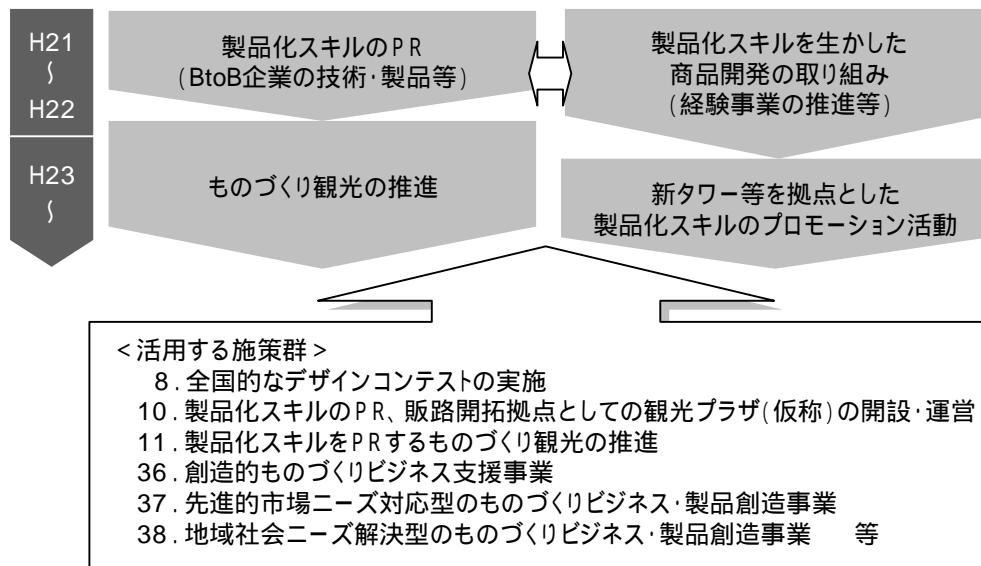 H21
〜
H22
製品化スキルのPR
(BtoB企業の技術・製品等)
製品化スキルを生かした
商品開発の取り組み
(経験事業の推進等)
H23
〜
ものづくり観光の推進
新タワー等を拠点とした
製品化スキルのプロモーション活動
<活用する施策群>
8.全国的なデザインコンテストの実施
10.製品化スキルのPR、販路開拓拠点としての観光プラザ(仮称)の開設・運営
11.製品化スキルをPRするものづくり観光の推進
36.創造的ものづくりビジネス支援事業
37.先進的市場ニーズ対応型のものづくりビジネス・製品創造事業
38.地域社会ニーズ解決型のものづくりビジネス・製品創造事業　等